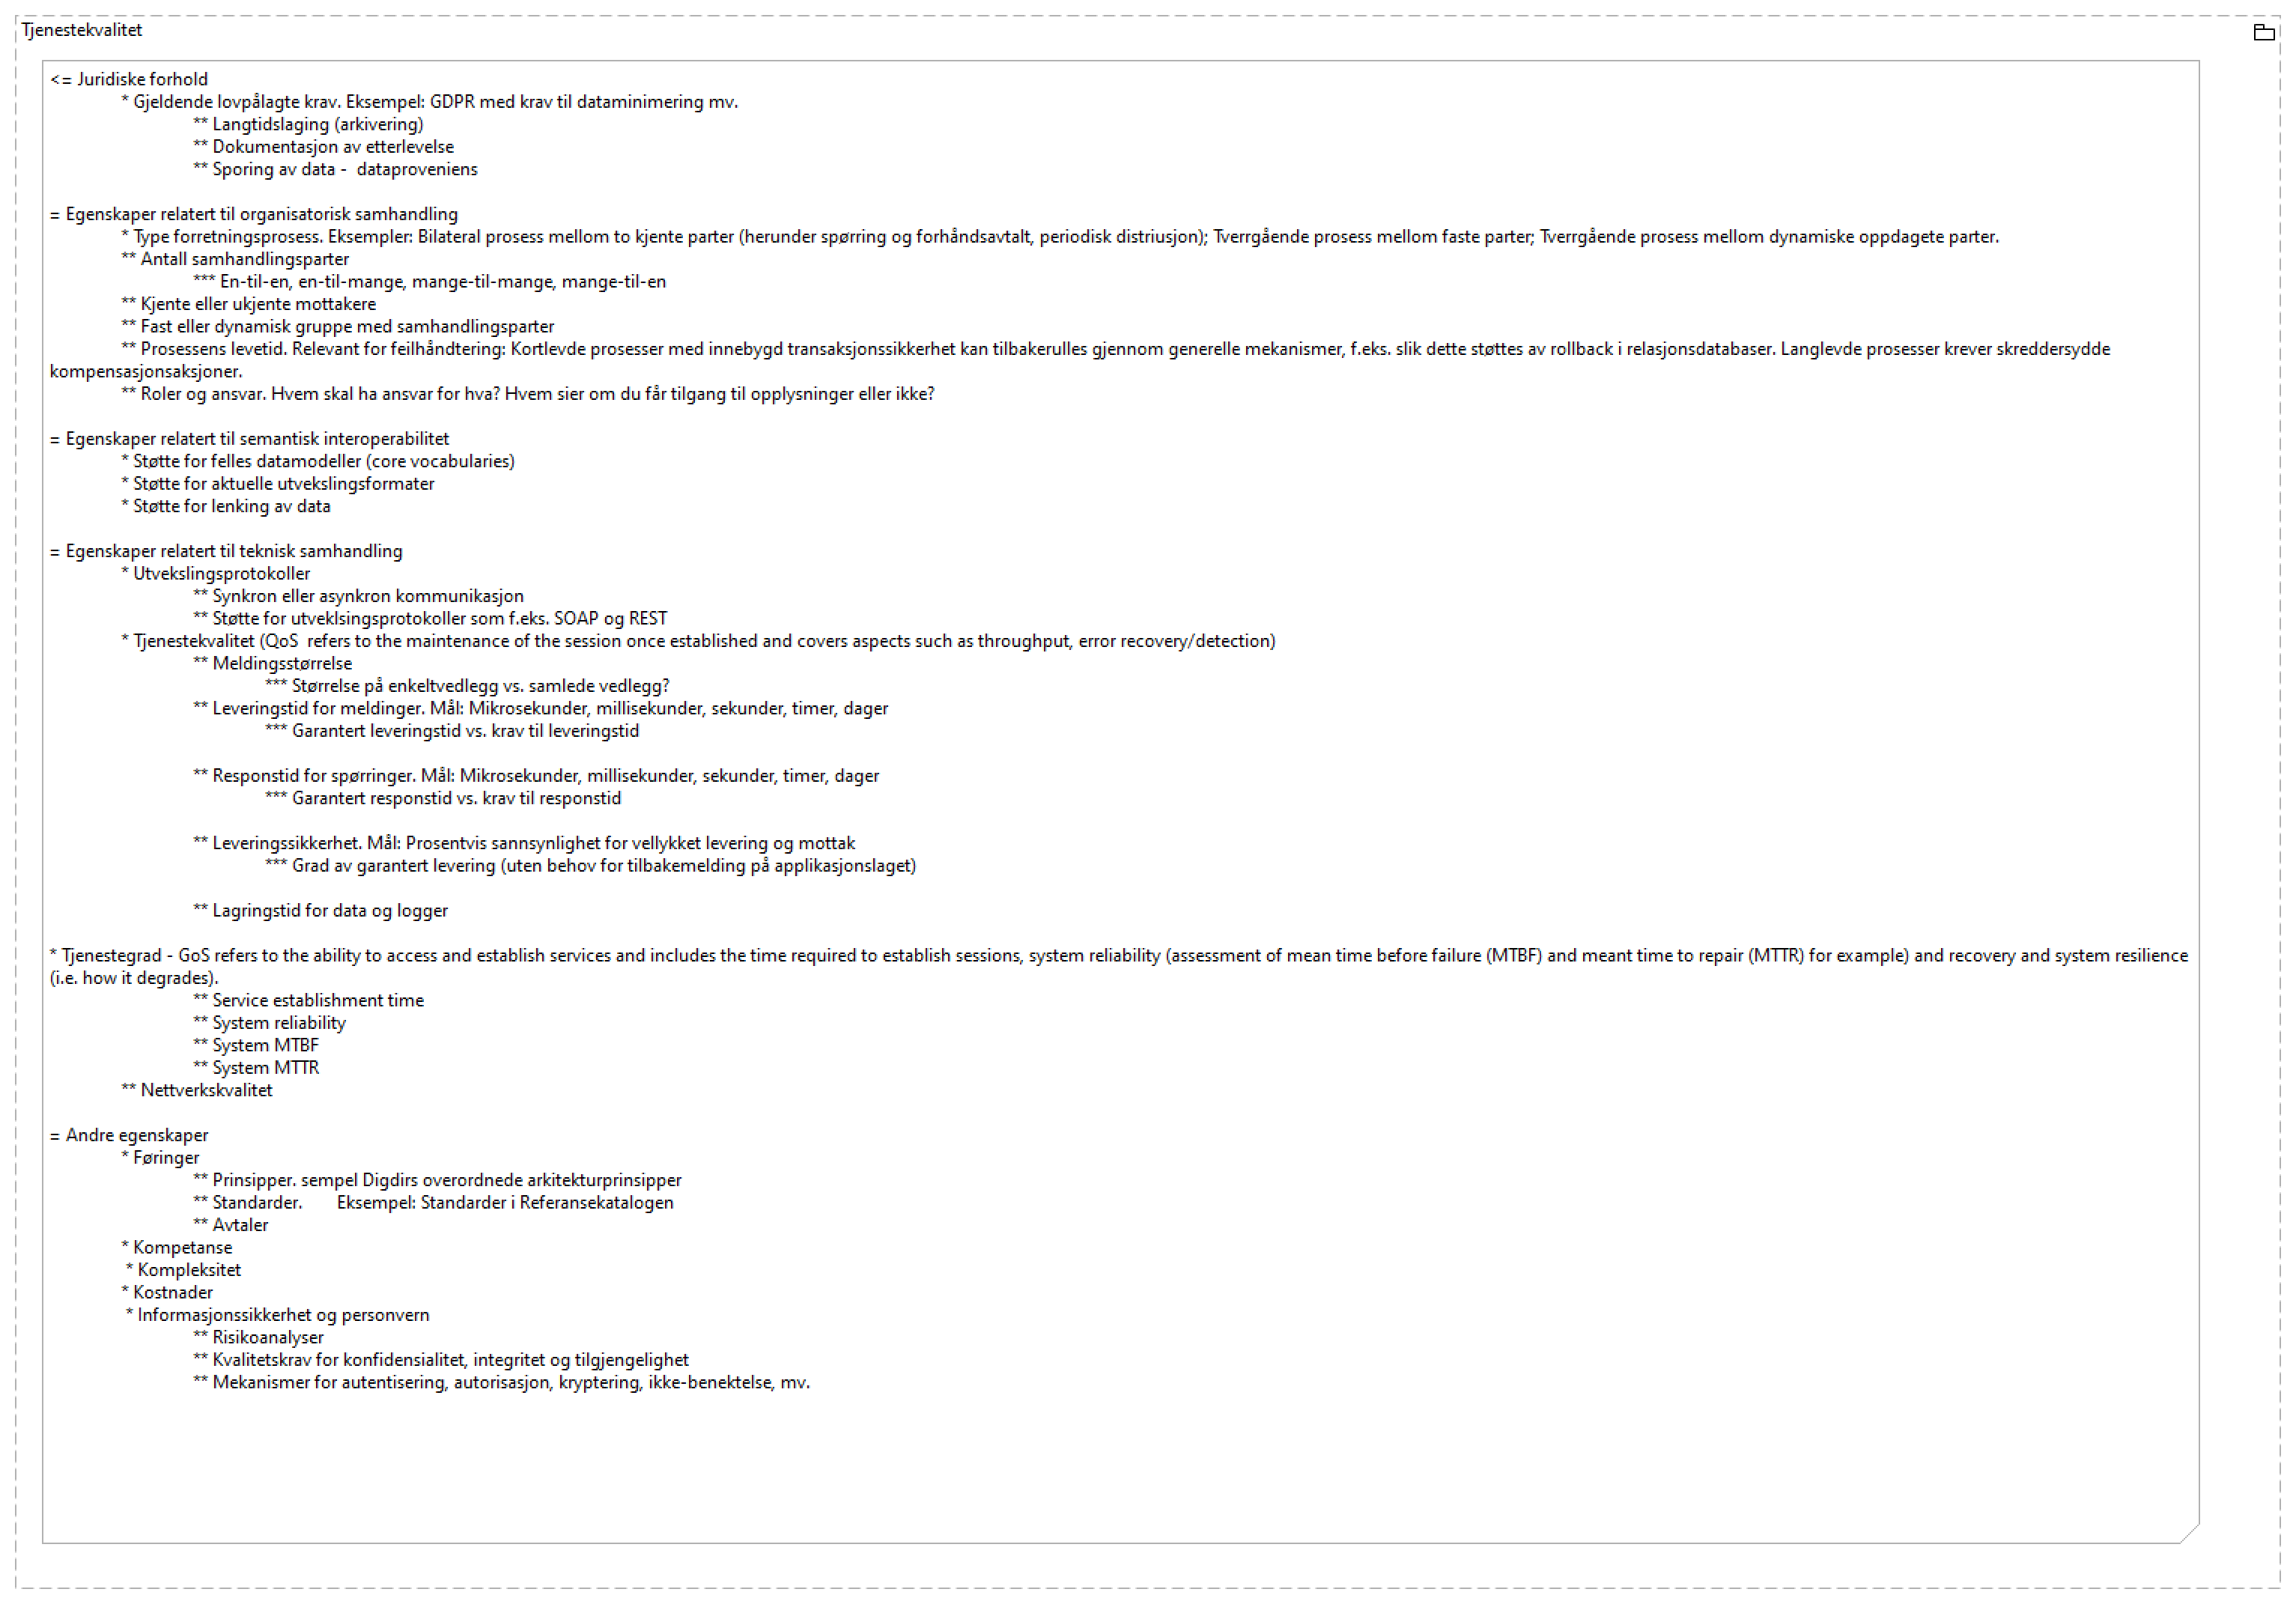 Tjenestekvalitet
<= Juridiske forhold
* Gjeldende lovpålagte krav. Eksempel: GDPR med krav til dataminimering mv.
** Langtidslaging (arkivering)
** Dokumentasjon av etterlevelse
** Sporing av data -  dataproveniens
= Egenskaper relatert til organisatorisk samhandling
* Type forretningsprosess. Eksempler: Bilateral prosess mellom to kjente parter (herunder spørring og forhåndsavtalt, periodisk distriusjon); Tverrgående prosess mellom faste parter; Tverrgående prosess mellom dynamiske oppdagete parter.
** Antall samhandlingsparter
*** En-til-en, en-til-mange, mange-til-mange, mange-til-en
** Kjente eller ukjente mottakere
** Fast eller dynamisk gruppe med samhandlingsparter
** Prosessens levetid. Relevant for feilhåndtering: Kortlevde prosesser med innebygd transaksjonssikkerhet kan tilbakerulles gjennom generelle mekanismer, f.eks. slik dette støttes av rollback i relasjonsdatabaser. Langlevde prosesser krever skreddersydde
kompensasjonsaksjoner.
** Roler og ansvar. Hvem skal ha ansvar for hva? Hvem sier om du får tilgang til opplysninger eller ikke?
= Egenskaper relatert til semantisk interoperabilitet
* Støtte for felles datamodeller (core vocabularies)
* Støtte for aktuelle utvekslingsformater
* Støtte for lenking av data
= Egenskaper relatert til teknisk samhandling
* Utvekslingsprotokoller
** Synkron eller asynkron kommunikasjon
** Støtte for utveklsingsprotokoller som f.eks. SOAP og REST
* Tjenestekvalitet (QoS  refers to the maintenance of the session once established and covers aspects such as throughput, error recovery/detection)
** Meldingsstørrelse
*** Størrelse på enkeltvedlegg vs. samlede vedlegg?
** Leveringstid for meldinger. Mål: Mikrosekunder, millisekunder, sekunder, timer, dager
*** Garantert leveringstid vs. krav til leveringstid
** Responstid for spørringer. Mål: Mikrosekunder, millisekunder, sekunder, timer, dager
*** Garantert responstid vs. krav til responstid
** Leveringssikkerhet. Mål: Prosentvis sannsynlighet for vellykket levering og mottak
*** Grad av garantert levering (uten behov for tilbakemelding på applikasjonslaget)
** Lagringstid for data og logger
* Tjenestegrad - GoS refers to the ability to access and establish services and includes the time required to establish sessions, system reliability (assessment of mean time before failure (MTBF) and meant time to repair (MTTR) for example) and recovery and system resilience
(i.e. how it degrades).
** Service establishment time
** System reliability
** System MTBF
** System MTTR
** Nettverkskvalitet
= Andre egenskaper
* Føringer
** Prinsipper. sempel Digdirs overordnede arkitekturprinsipper
** Standarder.       Eksempel: Standarder i Referansekatalogen
** Avtaler
* Kompetanse
* Kompleksitet
* Kostnader
* Informasjonssikkerhet og personvern
** Risikoanalyser
** Kvalitetskrav for konfidensialitet, integritet og tilgjengelighet
** Mekanismer for autentisering, autorisasjon, kryptering, ikke-benektelse, mv.